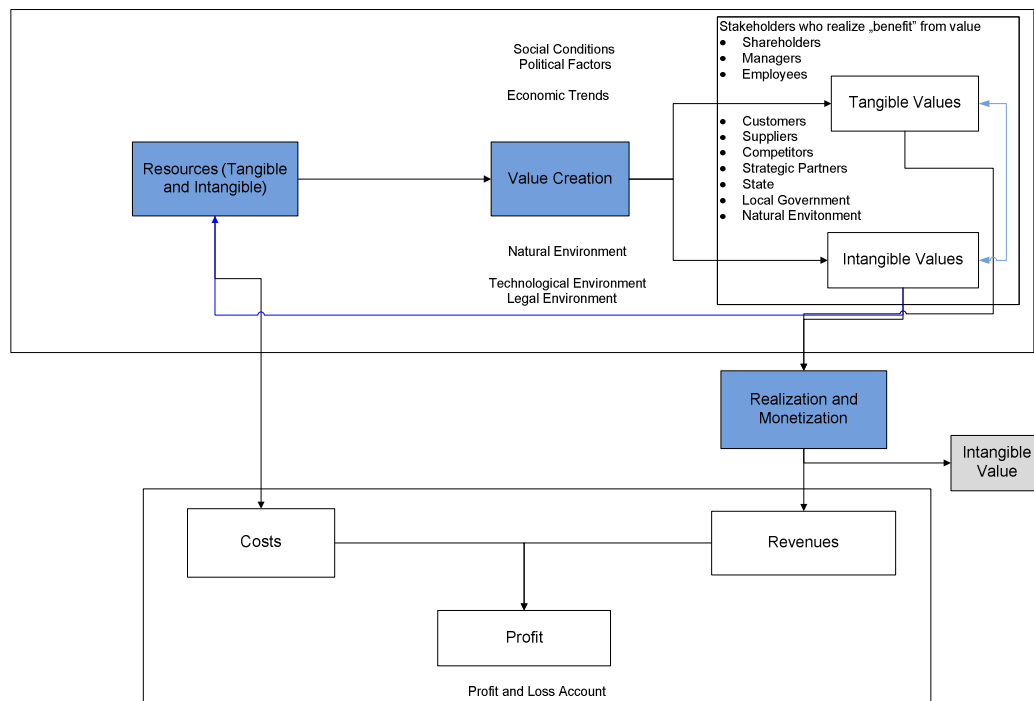 Stakeholders who realize „benefit” from value
● Shareholders
● Managers
● Employees
Social Conditions
Political Factors
Economic Trends
Tangible Values
● Customers
● Suppliers
● Competitors
● Strategic Partners
● State
● Local Government
● Natural Envitonment
Resources (Tangible
and Intangible)
Value Creation
Natural Environment
Intangible Values
Technological Environment
Legal Environment
Realization and
Monetization
Intangible
Value
Costs
Revenues
Profit
Profit and Loss Account